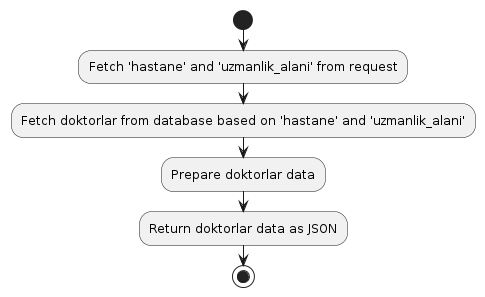 Fetch 'hastane' and 'uzmanlik_alani' from request
Fetch doktorlar from database based on 'hastane' and 'uzmanlik_alani'
Prepare doktorlar data
Return doktorlar data as JSON